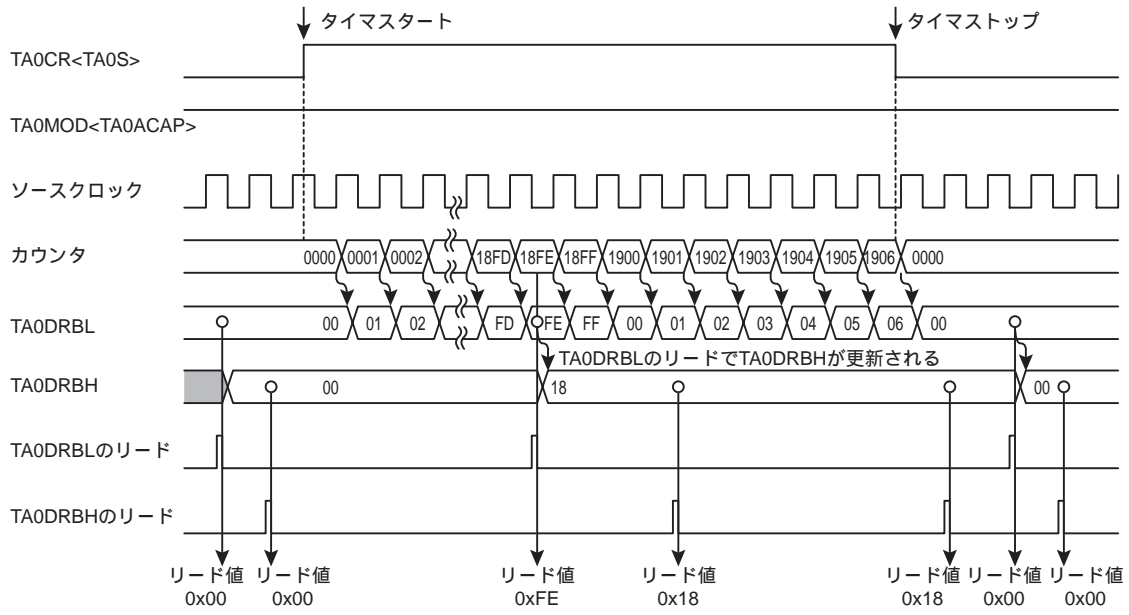 タイマスタート
タイマストップ
TA0CR<TA0S>
TA0MOD<TA0ACAP>
ソースクロック
カウンタ
0000 0001 0002 18FD 18FE 18FF 1900 1901 1902 1903 1904 1905 1906 0000
TA0DRBL
00 01 02 FD FE FF 00 01 02 03 04 05 06 00
TA0DRBLのリードでTA0DRBHが更新される
TA0DRBH
00 18 00
TA0DRBLのリード
TA0DRBHのリード
リード値 リード値 リード値 リード値 リード値 リード値 リード値
0x00 0x00 0xFE 0x18 0x18 0x00 0x00